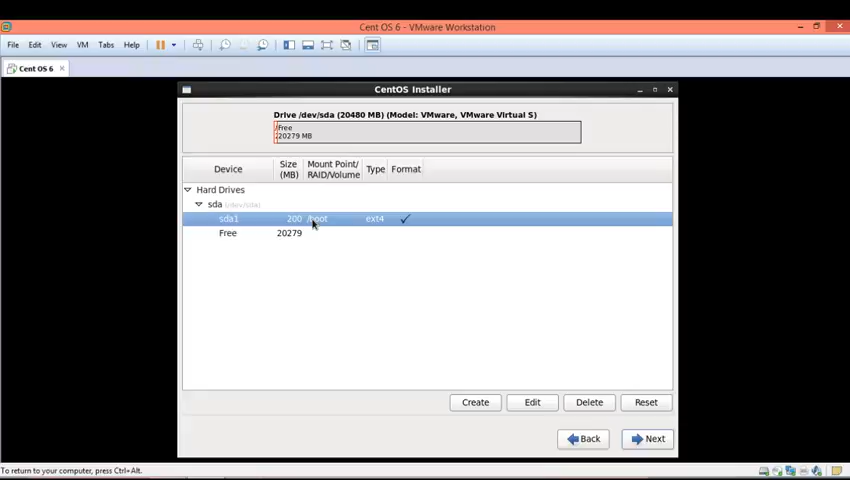 Cent OS 6 - VMware Workstation
File Edit View VM Tabs Help
Cent OS 6
CentOS Installer
Drive /dev/sda (20480 MB) (Model: VMware, VMware Virtual S)
Free
20279 MB
Device Size (MB) Mount Point/ RAID/Volume Type Format
Hard Drives
sda (/dev/sda)
sda1 200 /boot ext4
Free 20279
Create Edit Delete Reset
Back Next
To return to your computer, press Ctrl+Alt.